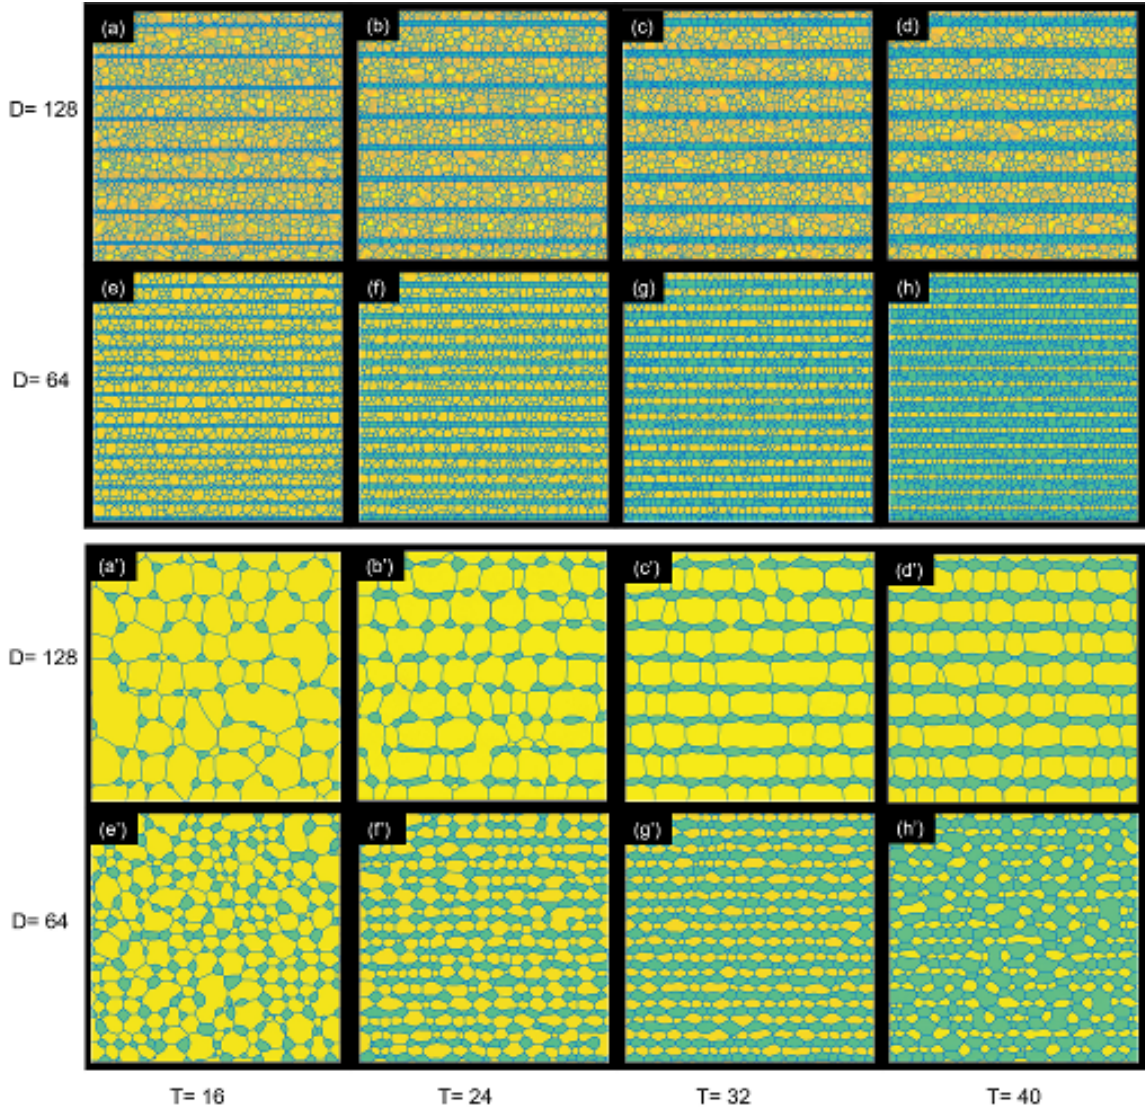 (a) (b) (c) (d)
D= 128
(e) (f) (g) (h)
D= 64
(a') (b') (c') (d')
D= 128
(e') (f') (g') (h')
D= 64
T= 16 T= 24 T= 32 T= 40